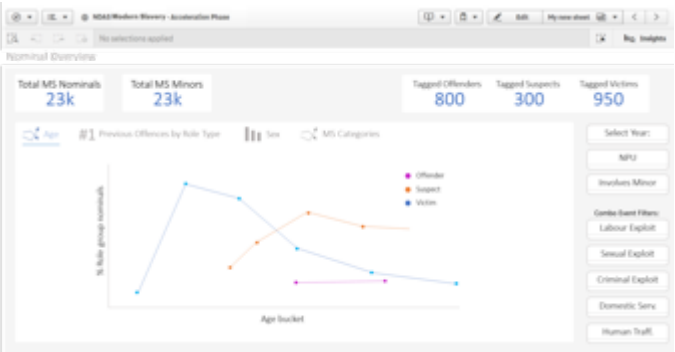 NDAS Modern Slavery - Acceleration Phase
Edit
My new sheet
No selections applied
Insights
Nominal Overview
Total MS Nominals
23k
Total MS Minors
23k
Tagged Offenders
800
Tagged Suspects
300
Tagged Victims
950
Age
#1 Previous Offences by Role Type
Sex
MS Categories
Offender
Suspect
Victim
% Role group nominals
Age bucket
Select Year:
NPU
Involves Minor
Combo Event Filters:
Labour Exploit
Sexual Exploit
Criminal Exploit
Domestic Serv.
Human Traff.